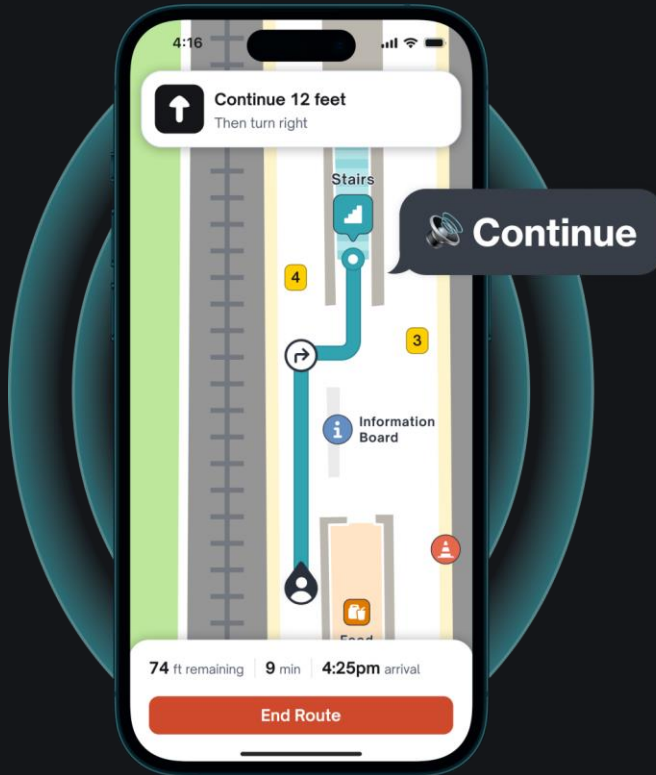 4:16
Continue 12 feet
Then turn right
Stairs
Continue
4
3
Information
Board
74 ft remaining 9 min 4:25pm arrival
End Route